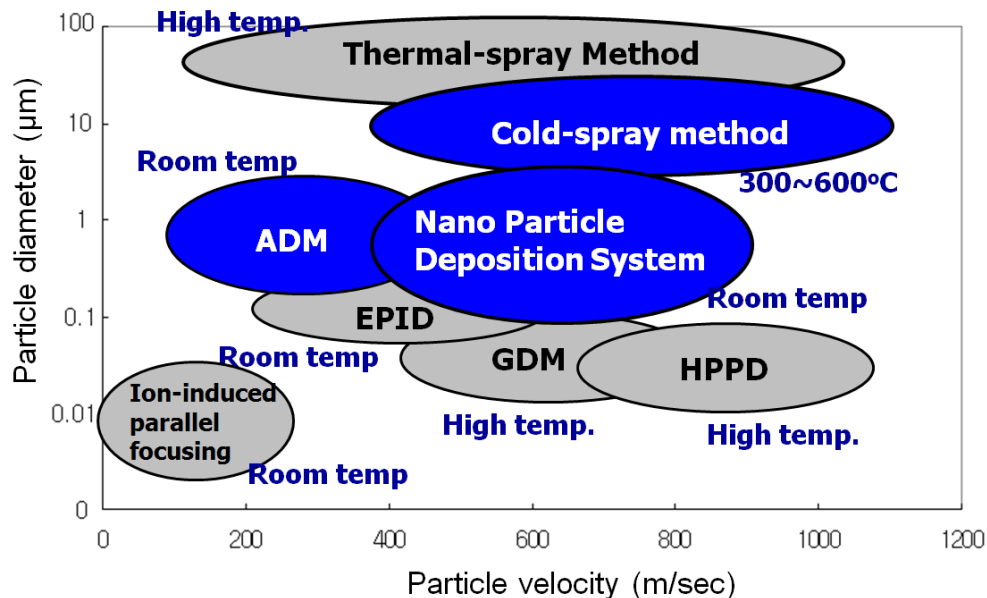 100
High temp.
Thermal-spray Method
10
Cold-spray method
Room temp
300~600°C
1
Nano Particle
Deposition System
ADM
Room temp
0.1
EPID
Room temp
GDM
HPPD
Ion-induced
parallel
focusing
0.01
High temp.
High temp.
Room temp
0
0
200
400
600
800
1000
1200
Particle velocity (m/sec)
Particle diameter (μm)